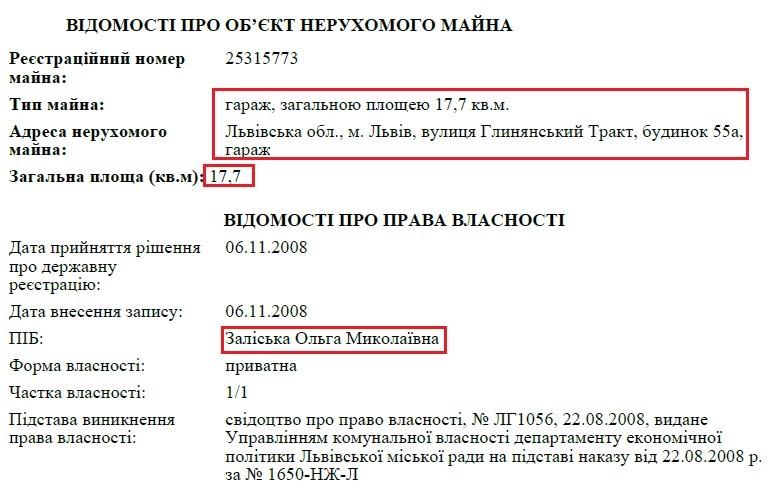 ВІДОМОСТІ ПРО ОБ’ЄКТ НЕРУХОМОГО МАЙНА
Реєстраційний номер майна: 25315773
Тип майна: гараж, загальною площею 17,7 кв.м.
Адреса нерухомого майна: Львівська обл., м. Львів, вулиця Глинянський Тракт, будинок 55а, гараж
Загальна площа (кв.м): 17,7
ВІДОМОСТІ ПРО ПРАВА ВЛАСНОСТІ
Дата прийняття рішення про державну реєстрацію: 06.11.2008
Дата внесення запису: 06.11.2008
ПІБ: Заліська Ольга Миколаївна
Форма власності: приватна
Частка власності: 1/1
Підстава виникнення права власності: свідоцтво про право власності, № ЛГ1056, 22.08.2008, видане Управлінням комунальної власності департаменту економічної політики Львівської міської ради на підставі наказу від 22.08.2008 р. за № 1650-НЖ-Л